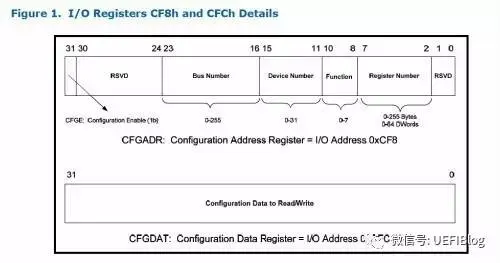 Figure 1. I/O Registers CF8h and CFCh Details
31 30 24 23 16 15 11 10 8 7 2 1 0
RSVD Bus Number Device Number Function Register Number RSVD
CFGE: Configuration Enable (1b) 0-255 0-31 0-7 0-255 Bytes
0-64 DWords
CFGADR: Configuration Address Register = I/O Address 0xCF8
31 0
Configuration Data to Read/Write
CFGDAT: Configuration Data Register = I/O Address
微信号: UEFIBlog